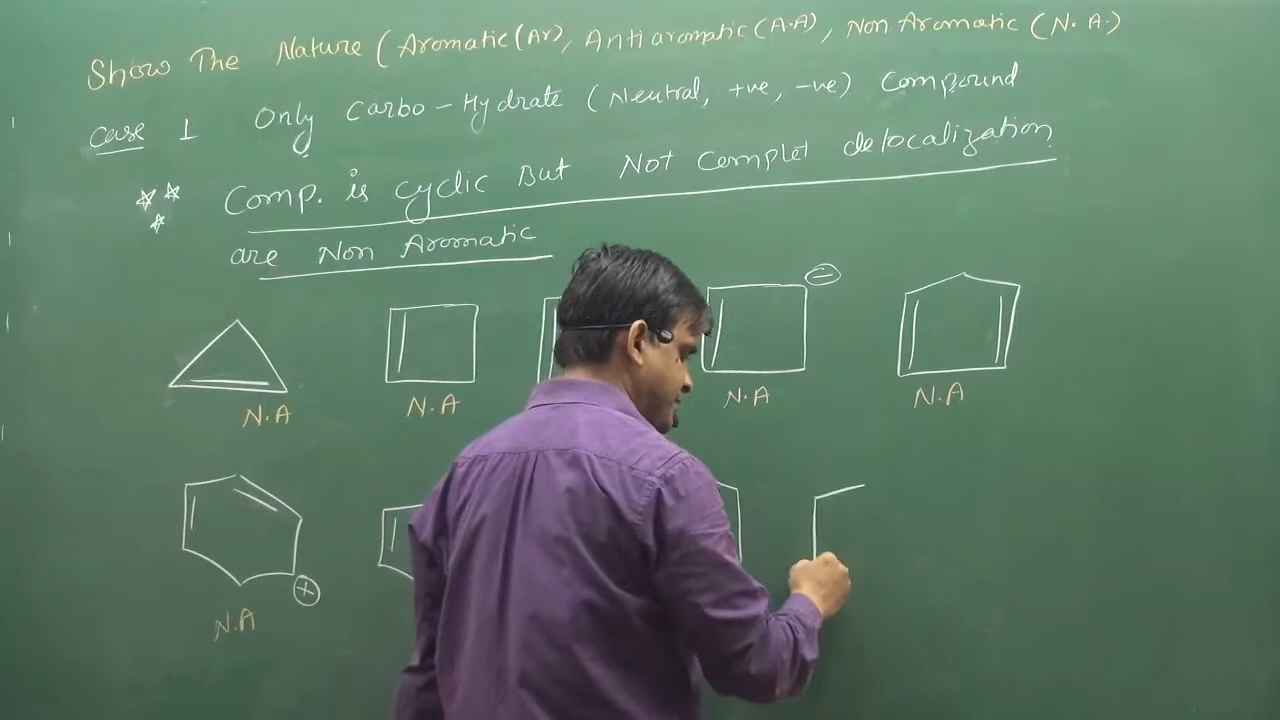 Show The Nature (Aromatic(Ar), Antiaromatic(A.A), Non Aromatic (N.A.)
Case 1 Only Carbo-Hydrate (Neutral, +ve, -ve) Compound
Comp. is cyclic But Not Complet delocalization
are Non Aromatic
−
N.A N.A N.A N.A
+
N.A